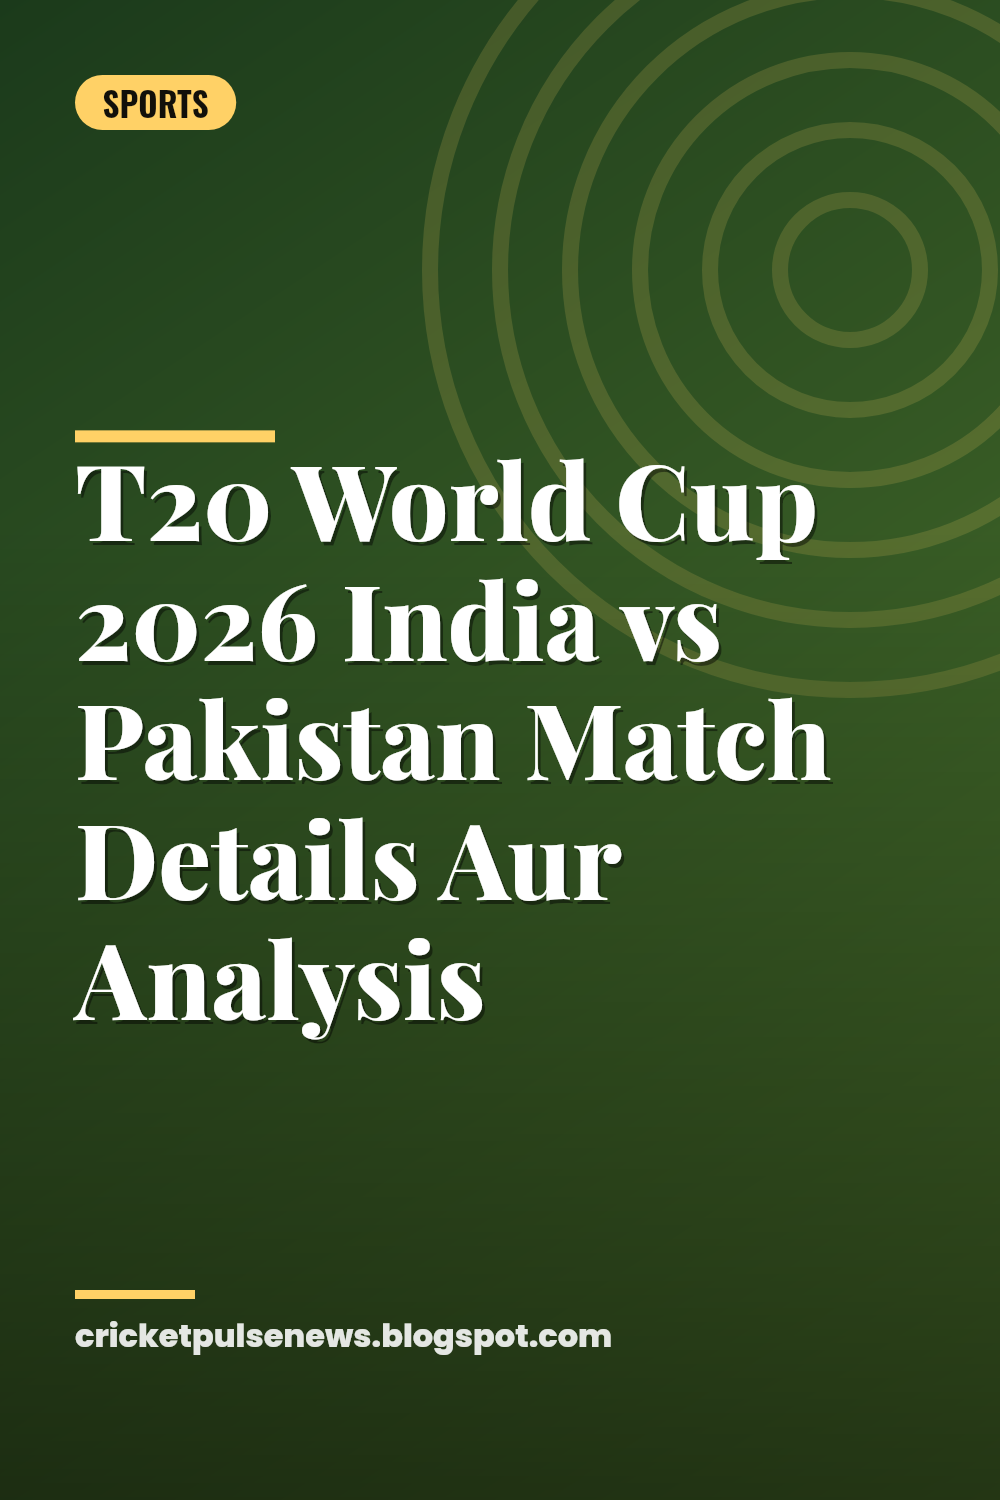 SPORTS
T20 World Cup
2026 India vs
Pakistan Match
Details Aur
Analysis
cricketpulsenews.blogspot.com